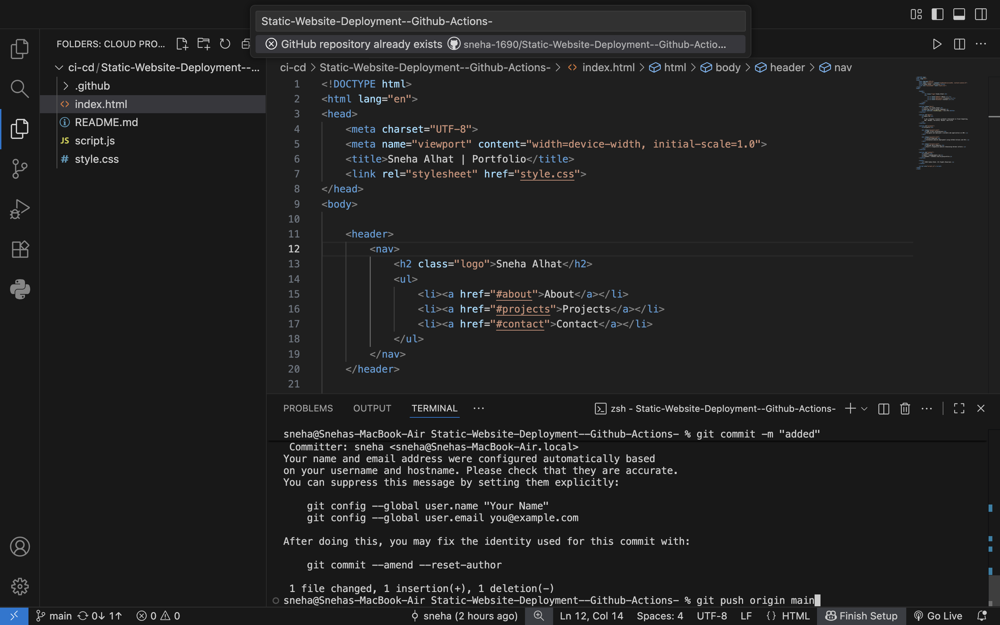 Static-Website-Deployment--Github-Actions-
GitHub repository already exists sneha-1690/Static-Website-Deployment--Github-Actio...
FOLDERS: CLOUD PRO...
ci-cd/Static-Website-Deployment--...
.github
index.html
README.md
JS script.js
# style.css
ci-cd > Static-Website-Deployment--Github-Actions- > index.html > html > body > header > nav
1 <!DOCTYPE html>
2 <html lang="en">
3 <head>
4 <meta charset="UTF-8">
5 <meta name="viewport" content="width=device-width, initial-scale=1.0">
6 <title>Sneha Alhat | Portfolio</title>
7 <link rel="stylesheet" href="style.css">
8 </head>
9 <body>
10
11 <header>
12 <nav>
13 <h2 class="logo">Sneha Alhat</h2>
14 <ul>
15 <li><a href="#about">About</a></li>
16 <li><a href="#projects">Projects</a></li>
17 <li><a href="#contact">Contact</a></li>
18 </ul>
19 </nav>
20 </header>
21
PROBLEMS OUTPUT TERMINAL ··· zsh - Static-Website-Deployment--Github-Actions-
sneha@Snehas-MacBook-Air Static-Website-Deployment--Github-Actions- % git commit -m "added"
Committer: sneha <sneha@Snehas-MacBook-Air.local>
Your name and email address were configured automatically based
on your username and hostname. Please check that they are accurate.
You can suppress this message by setting them explicitly:
git config --global user.name "Your Name"
git config --global user.email you@example.com
After doing this, you may fix the identity used for this commit with:
git commit --amend --reset-author
1 file changed, 1 insertion(+), 1 deletion(-)
sneha@Snehas-MacBook-Air Static-Website-Deployment--Github-Actions- % git push origin main
main 0↓ 1↑ 0 0 sneha (2 hours ago) Ln 12, Col 14 Spaces: 4 UTF-8 LF {} HTML Finish Setup Go Live